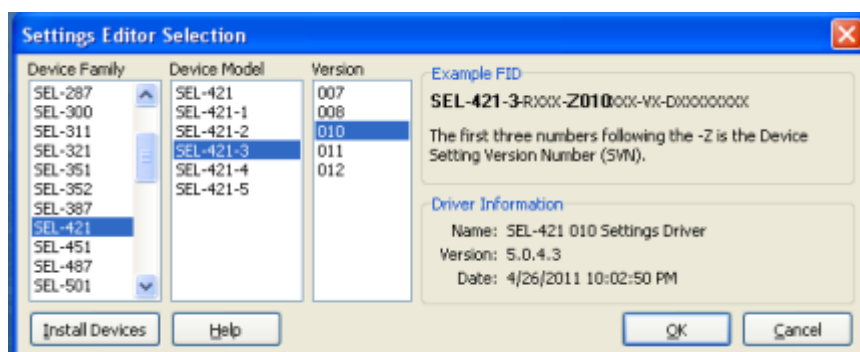 Settings Editor Selection
Device Family
SEL-287
SEL-300
SEL-311
SEL-321
SEL-351
SEL-352
SEL-387
SEL-421
SEL-451
SEL-487
SEL-501
Device Model
SEL-421
SEL-421-1
SEL-421-2
SEL-421-3
SEL-421-4
SEL-421-5
Version
007
008
010
011
012
Example FID
SEL-421-3-RXXX-Z010XXX-VX-DXXXXXXXX
The first three numbers following the -Z is the Device
Setting Version Number (SVN).
Driver Information
Name: SEL-421 010 Settings Driver
Version: 5.0.4.3
Date: 4/26/2011 10:02:50 PM
Install Devices
Help
OK
Cancel